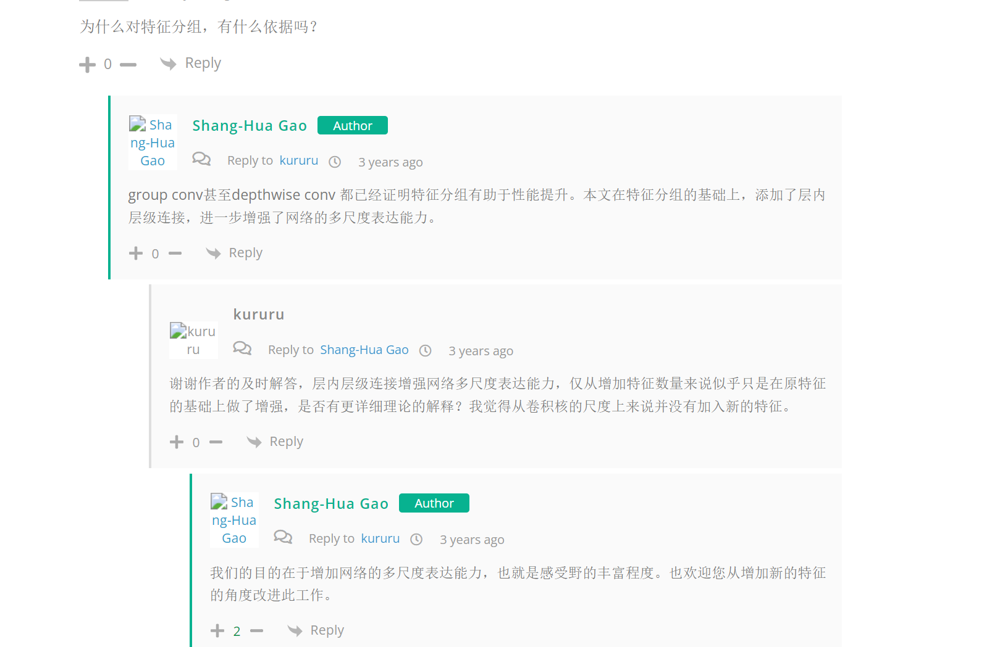 为什么对特征分组，有什么依据吗？
0 Reply
Sha
ng-Hua
Gao
Shang-Hua Gao Author
Reply to kururu 3 years ago
group conv甚至depthwise conv 都已经证明特征分组有助于性能提升。本文在特征分组的基础上，添加了层内
层级连接，进一步增强了网络的多尺度表达能力。
0 Reply
kururu
kuru
ru
Reply to Shang-Hua Gao 3 years ago
谢谢作者的及时解答，层内层级连接增强网络多尺度表达能力，仅从增加特征数量来说似乎只是在原特征
的基础上做了增强，是否有更详细理论的解释？我觉得从卷积核的尺度上来说并没有加入新的特征。
0 Reply
Sha
ng-Hua
Gao
Shang-Hua Gao Author
Reply to kururu 3 years ago
我们的目的在于增加网络的多尺度表达能力，也就是感受野的丰富程度。也欢迎您从增加新的特征
的角度改进此工作。
2 Reply